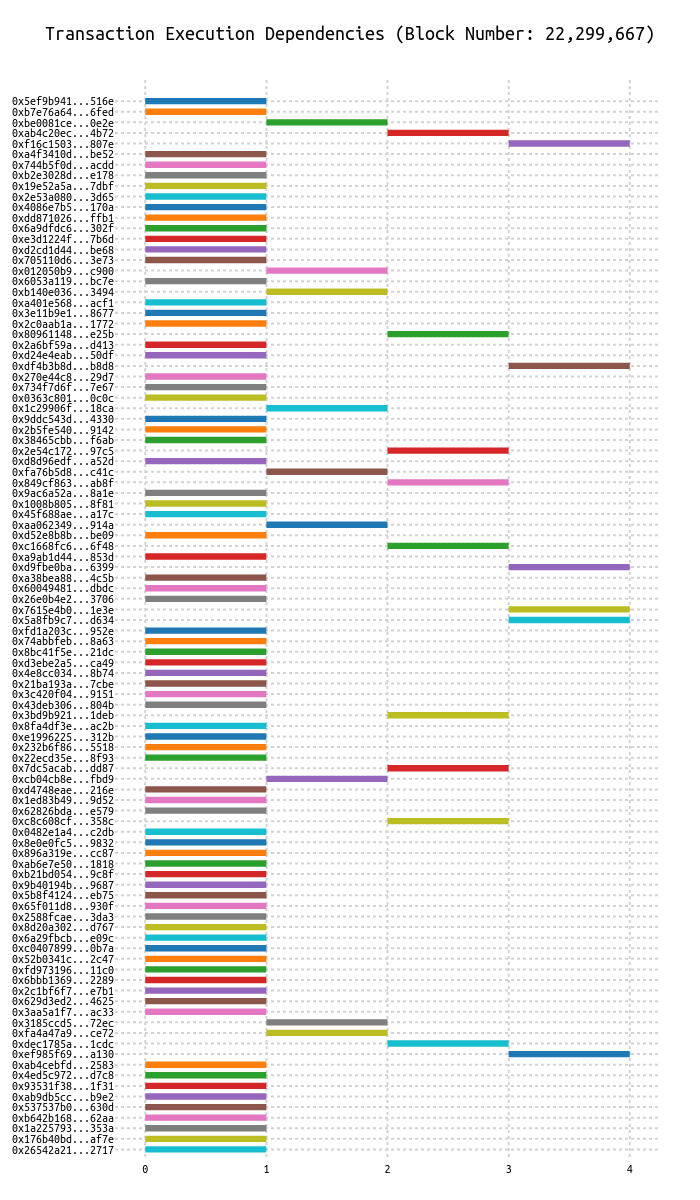 Transaction Execution Dependencies (Block Number: 22,299,667)
0x5ef9b941...516e
0xb7e76a64...6fed
0xbe0081ce...0e2e
0xab4c20ec...4b72
0xf16c1503...807e
0xa4f3410d...be52
0x744b5f0d...acdd
0xb2e3028d...e178
0x19e52a5a...7dbf
0x2e53a080...3d65
0x4086e7b5...170a
0xdd871026...ffb1
0x6a9dfdc6...302f
0xe3d1224f...7b6d
0xd2cd1d44...be68
0x705110d6...3e73
0x012050b9...c900
0x6053a119...bc7e
0xb140e036...3494
0xa401e568...acf1
0x3e11b9e1...8677
0x2c0aab1a...1772
0x80961148...e25b
0x2a6bf59a...d413
0xd24e4eab...50df
0xdf4b3b8d...b8d8
0x270e44c8...29d7
0x734f7d6f...7e67
0x0363c801...0c0c
0x1c29906f...18ca
0x9ddc543d...4330
0x2b5fe540...9142
0x38465cbb...f6ab
0x2e54c172...97c5
0xd8d96edf...a52d
0xfa76b5d8...c41c
0x849cf863...ab8f
0x9ac6a52a...8a1e
0x1008b805...8f81
0x45f688ae...a17c
0xaa062349...914a
0xd52e8b8b...be09
0xc1668fc6...6f48
0xa9ab1d44...853d
0xd9fbe0ba...6399
0xa38bea88...4c5b
0x60049481...dbdc
0x26e0b4e2...3706
0x7615e4b0...1e3e
0x5a8fb9c7...d634
0xfd1a203c...952e
0x74abbfeb...8a63
0x8bc41f5e...21dc
0xd3ebe2a5...ca49
0x4e8cc034...8b74
0x21ba193a...7cbe
0x3c420f04...9151
0x43deb306...804b
0x3bd9b921...1deb
0x8fa4df3e...ac2b
0xe1996225...312b
0x232b6f86...5518
0x22ecd35e...8f93
0x7dc5acab...dd87
0xcb04cb8e...fbd9
0xd4748eae...216e
0x1ed83b49...9d52
0x62826bda...e579
0xc8c608cf...358c
0x0482e1a4...c2db
0x8e0e0fc5...9832
0x896a319e...cc87
0xab6e7e50...1818
0xb21bd054...9c8f
0x9b40194b...9687
0x5b8f4124...eb75
0x65f011d8...930f
0x2588fcae...3da3
0x8d20a302...d767
0x6a29fbcb...e09c
0xc0407899...0b7a
0x52b0341c...2c47
0xfd973196...11c0
0x6bbb1369...2289
0x2c1bf6f7...e7b1
0x629d3ed2...4625
0x3aa5a1f7...ac33
0x3185ccd5...72ec
0xfa4a47a9...ce72
0xdec1785a...1cdc
0xef985f69...a130
0xab4cebfd...2583
0x4ed5c972...d7c8
0x93531f38...1f31
0xab9db5cc...b9e2
0x537537b0...630d
0xb642b168...62aa
0x1a225793...353a
0x176b40bd...af7e
0x26542a21...2717
0 1 2 3 4